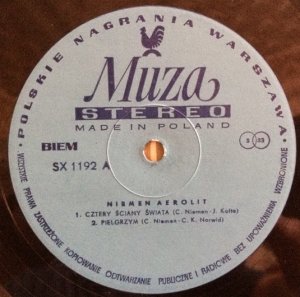 POLSKIE NAGRANIA WARSZAWA
Muza
STEREO
MADE IN POLAND
BIEM
SX 1192 A
S 33
NIEMEN AEROLIT
1. CZTERY ŚCIANY ŚWIATA (C. Niemen-J. Kofta)
2. PIELGRZYM (C. Niemen-C. K. Norwid)
WSZELKIE PRAWA ZASTRZEŻONE KOPIOWANIE ODTWARZANIE PUBLICZNE I RADIOWE BEZ UPOWAŻNIENIA WZBRONIONE